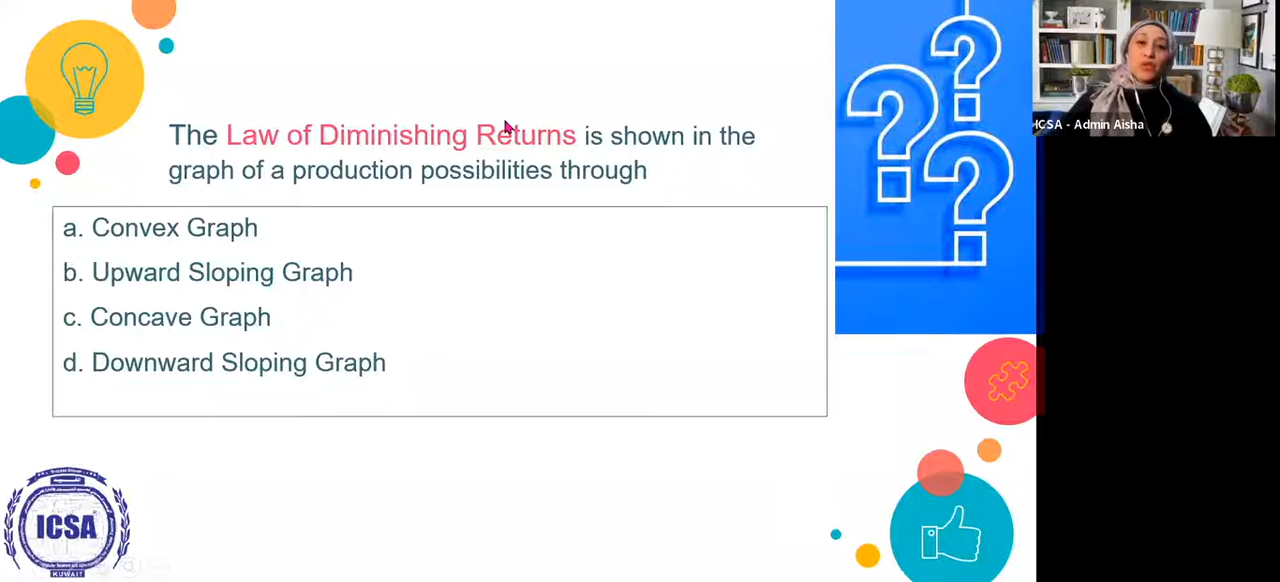 The Law of Diminishing Returns is shown in the
graph of a production possibilities through
a. Convex Graph
b. Upward Sloping Graph
c. Concave Graph
d. Downward Sloping Graph
ICSA - Admin Aisha
ICSA
KUWAIT